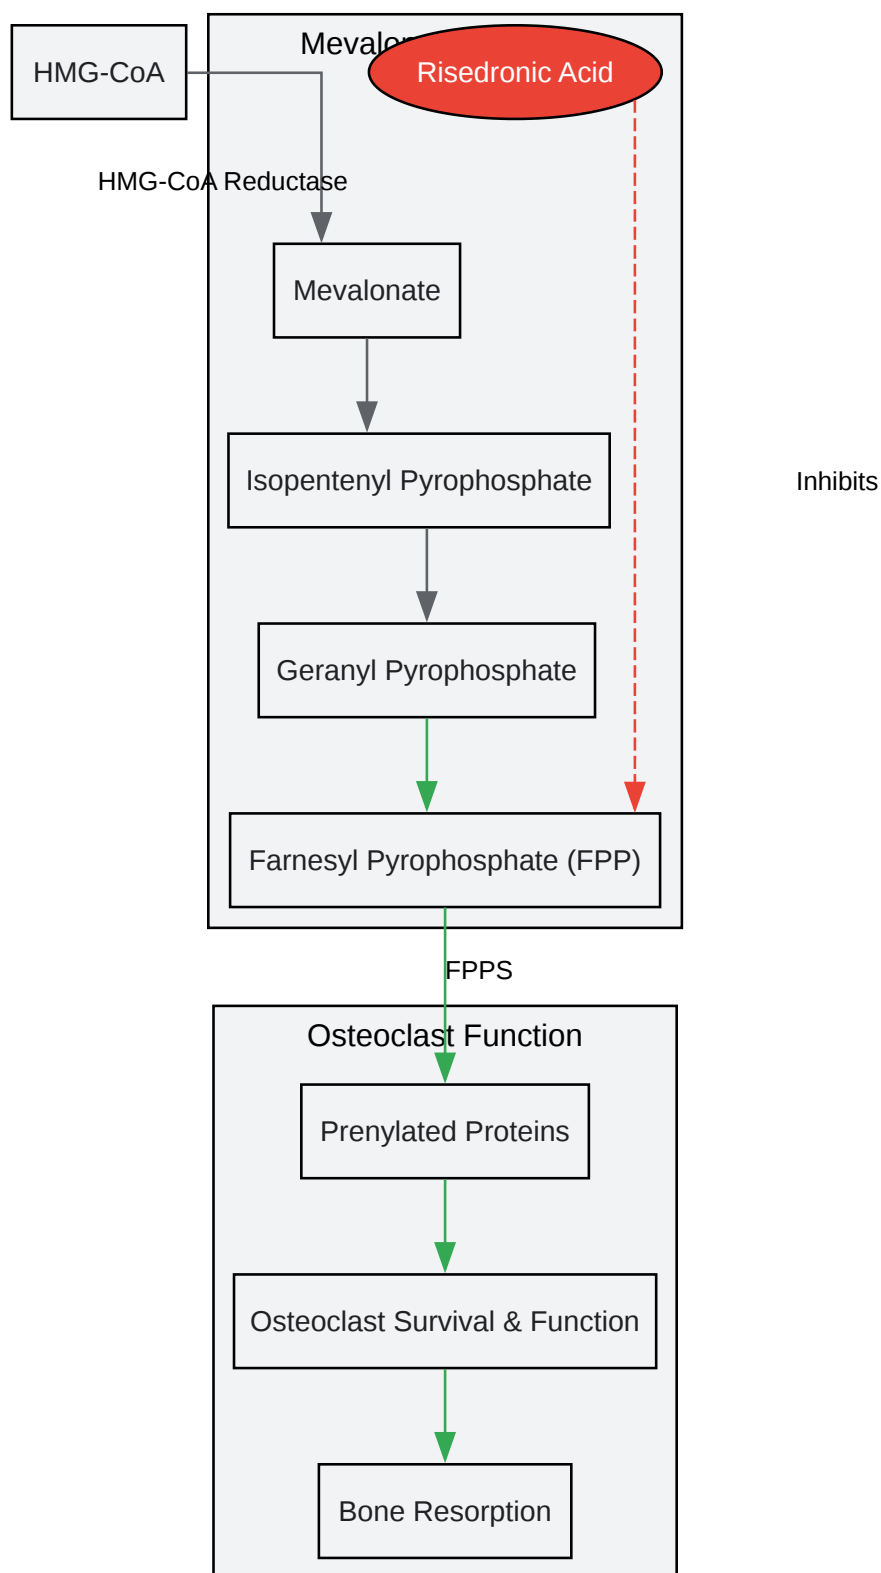 HMG-CoA
Risedronic Acid
HMG-CoA Reductase
Mevalonate
Isopentenyl Pyrophosphate
Inhibits
Geranyl Pyrophosphate
Farnesyl Pyrophosphate (FPP)
FPPS
Osteoclast Function
Prenylated Proteins
Osteoclast Survival & Function
Bone Resorption